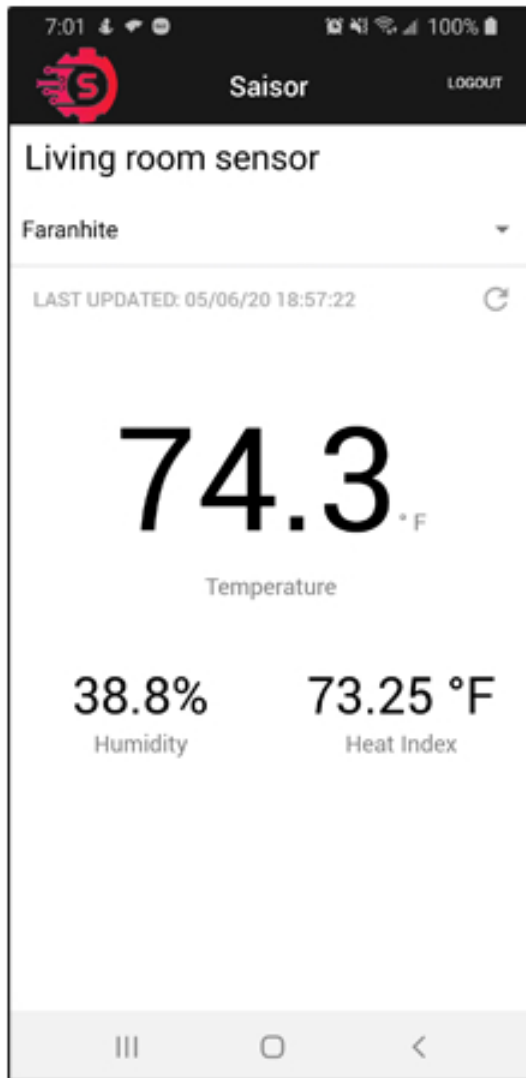 7:01 100%
S Saisor LOGOUT
Living room sensor
Faranhite
LAST UPDATED: 05/06/20 18:57:22
74.3 ° F
Temperature
38.8% 73.25 °F
Humidity Heat Index